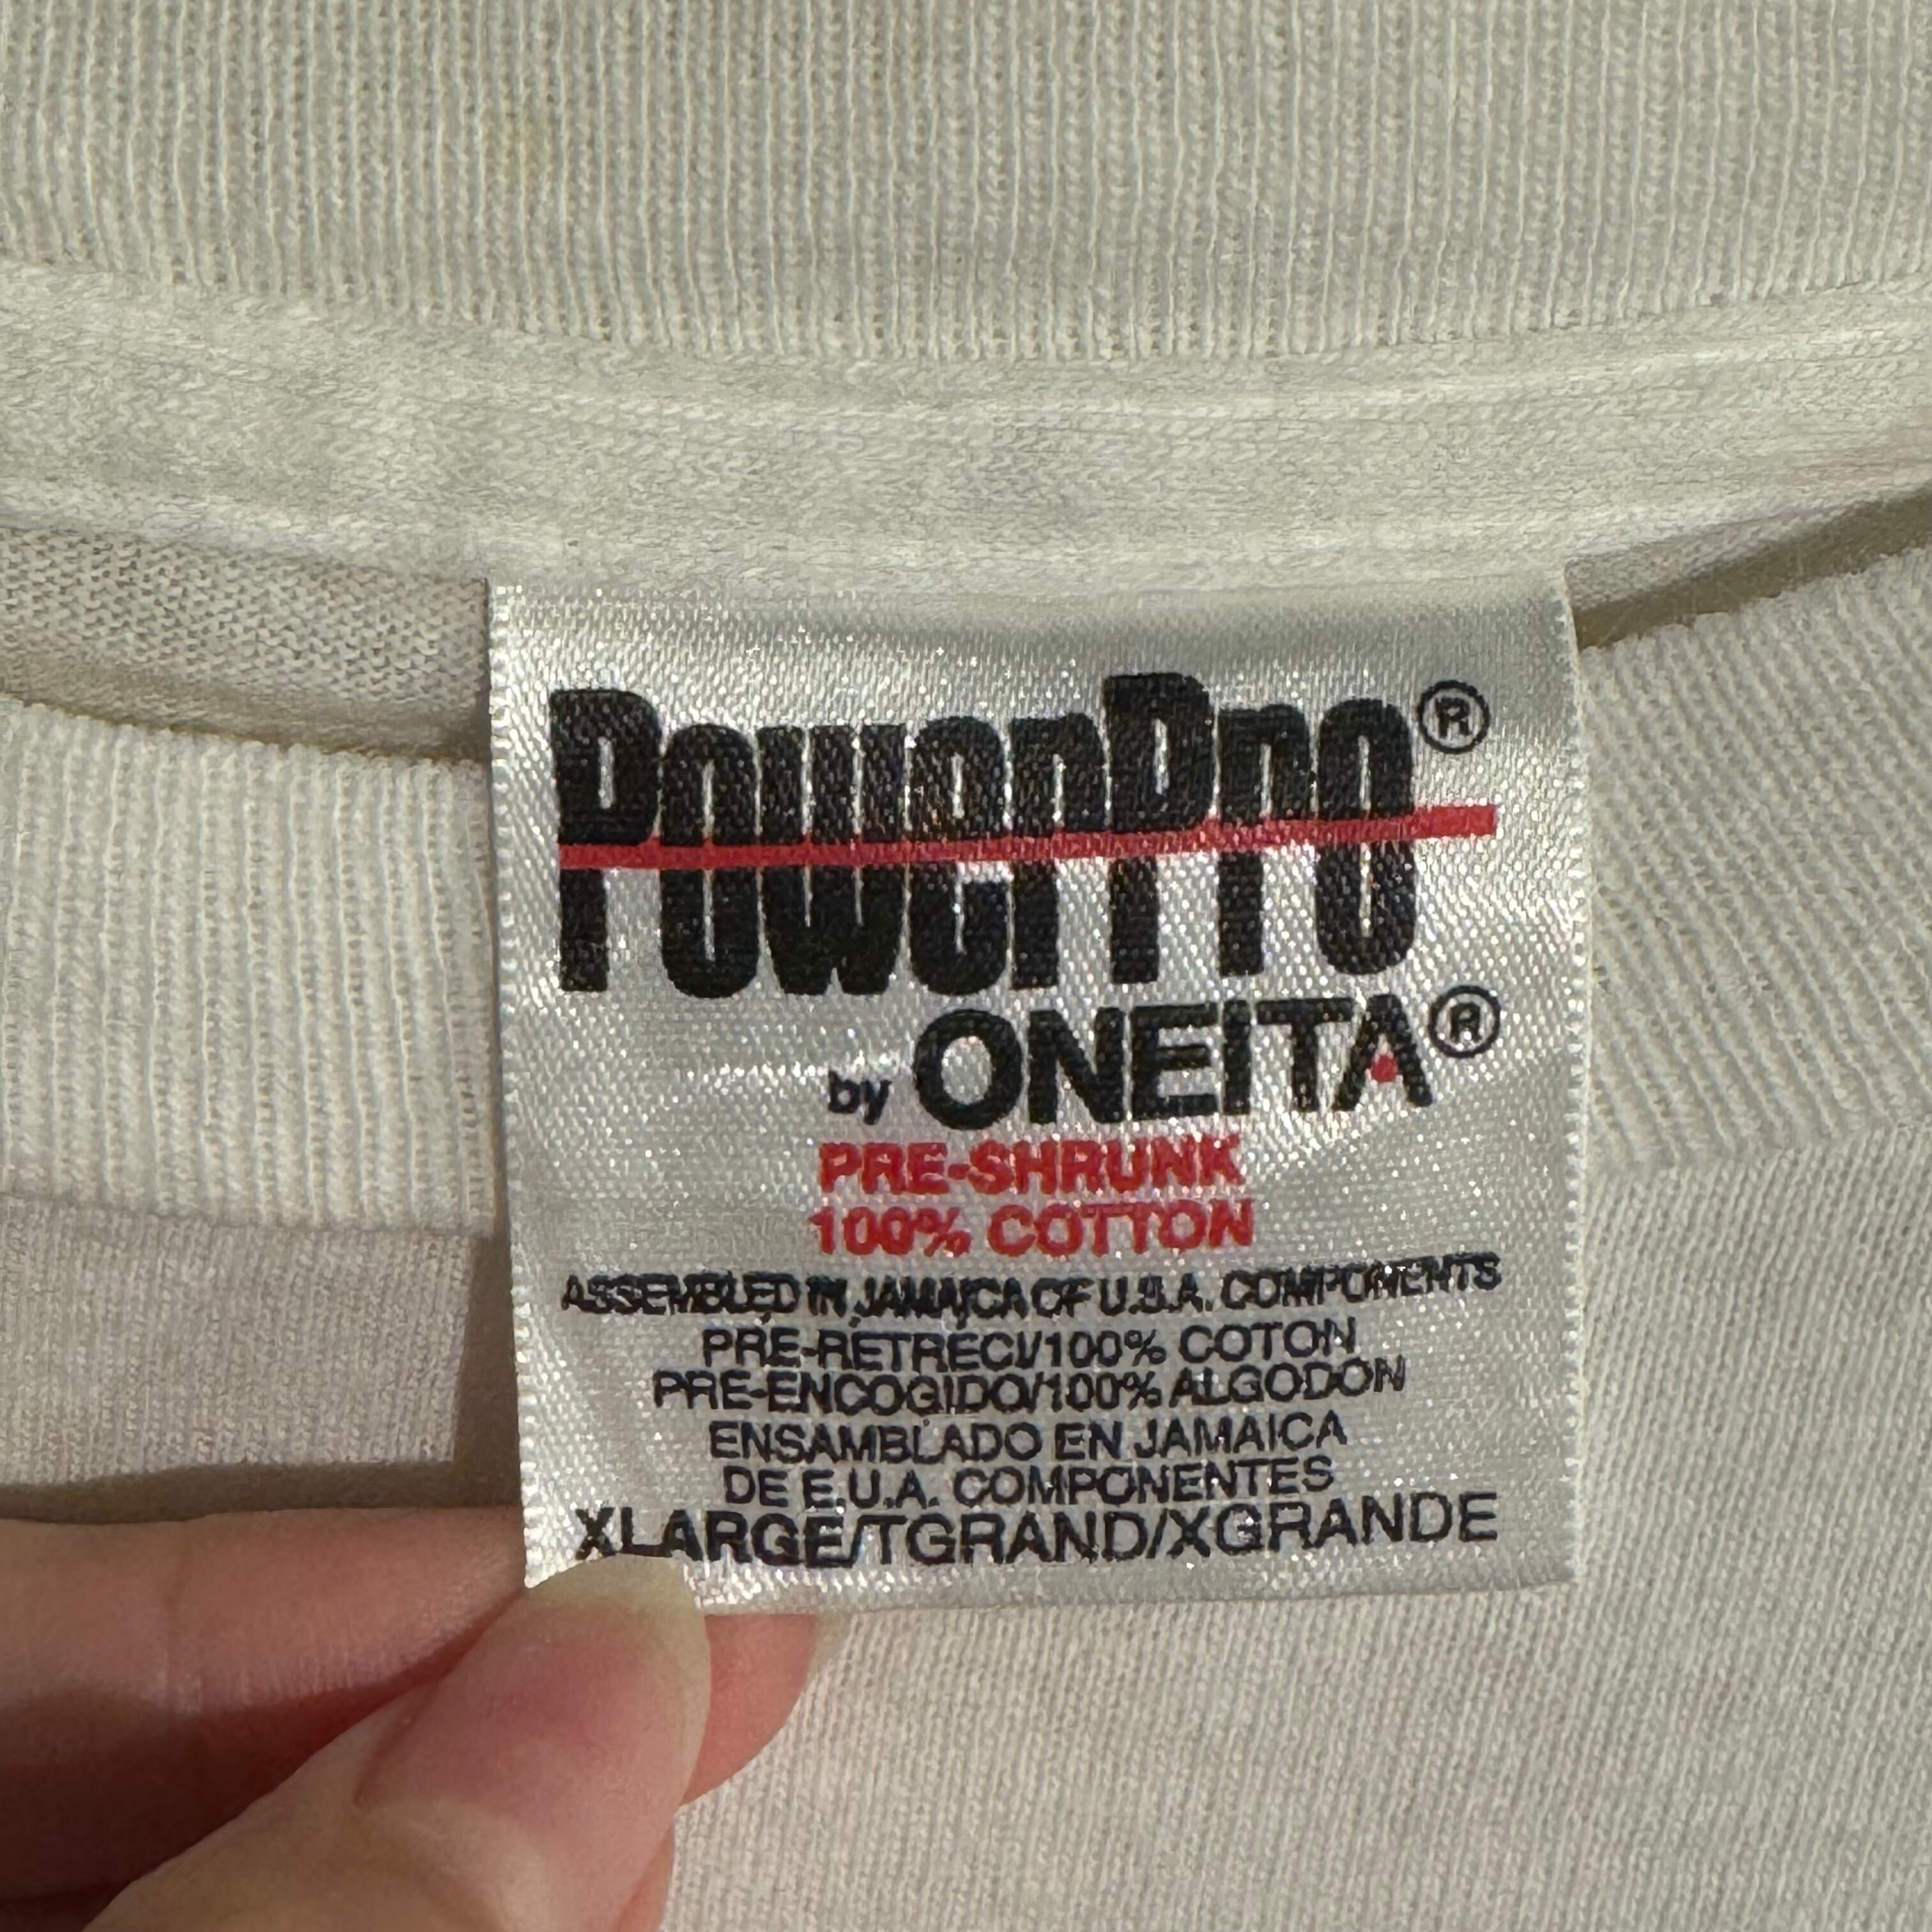 PowerPro®
by ONEITA®
PRE-SHRUNK
100% COTTON
ASSEMBLED IN JAMAICA OF U.S.A. COMPONENTS
PRE-RETRECI/100% COTON
PRE-ENCOGIDO/100% ALGODON
ENSAMBLADO EN JAMAICA
DE E.U.A. COMPONENTES
XLARGE/TGRAND/XGRANDE